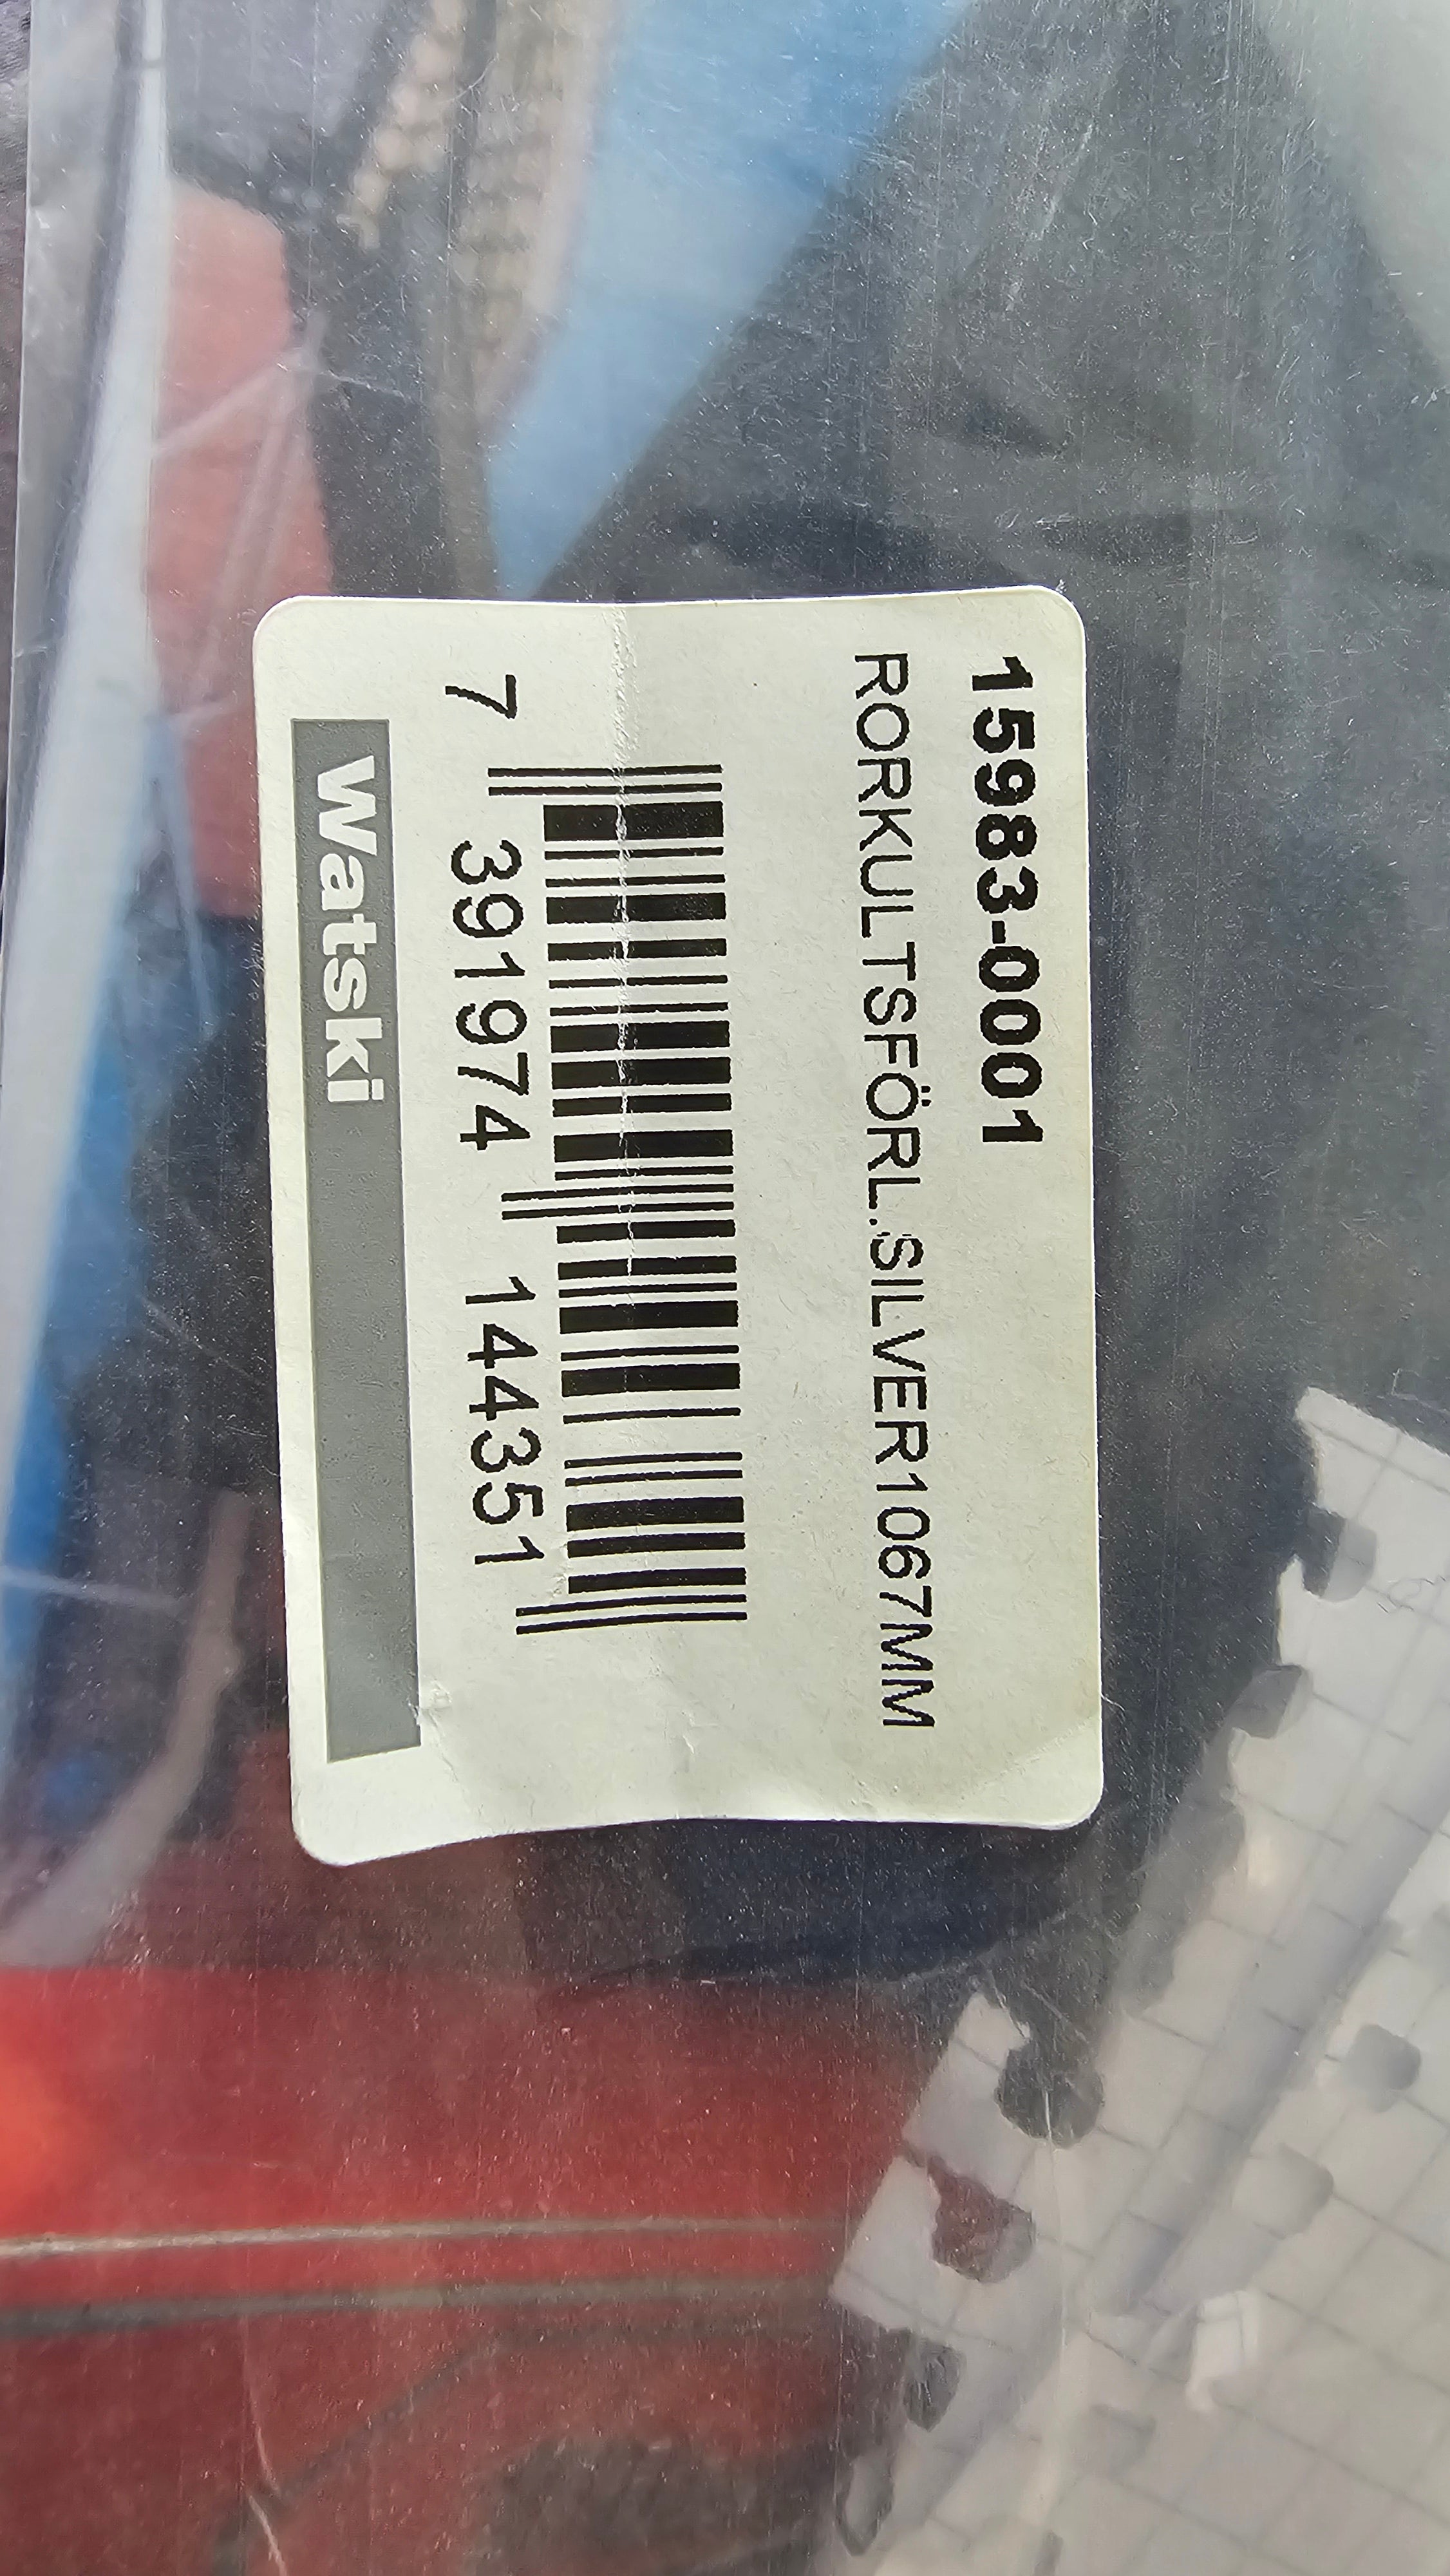 15983-0001
RORKULTSFÖRL.SILVER1067MM
7 391974 144351
Watski